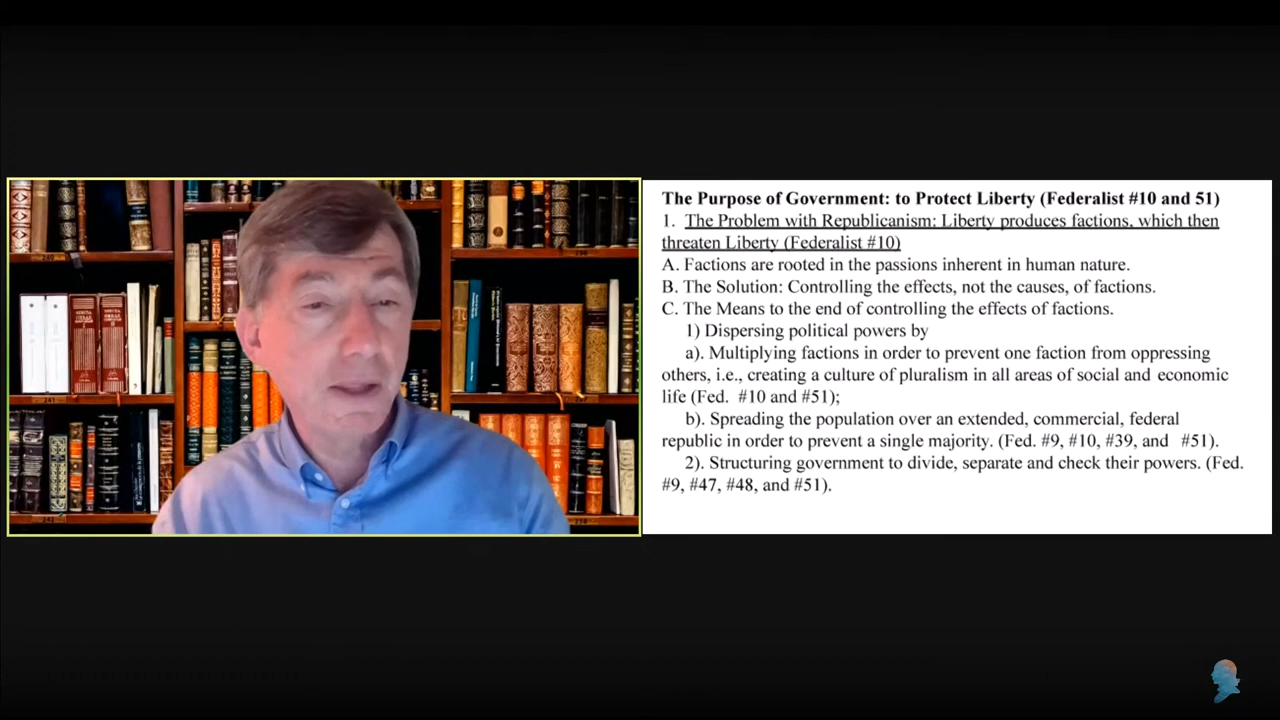 The Purpose of Government: to Protect Liberty (Federalist #10 and 51)
1. The Problem with Republicanism: Liberty produces factions, which then
threaten Liberty (Federalist #10)
A. Factions are rooted in the passions inherent in human nature.
B. The Solution: Controlling the effects, not the causes, of factions.
C. The Means to the end of controlling the effects of factions.
1) Dispersing political powers by
a). Multiplying factions in order to prevent one faction from oppressing
others, i.e., creating a culture of pluralism in all areas of social and economic
life (Fed. #10 and #51);
b). Spreading the population over an extended, commercial, federal
republic in order to prevent a single majority. (Fed. #9, #10, #39, and #51).
2). Structuring government to divide, separate and check their powers. (Fed.
#9, #47, #48, and #51).